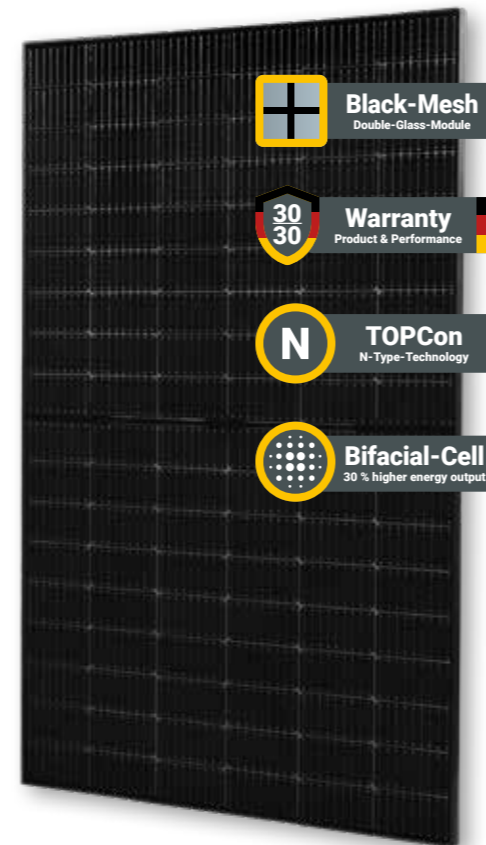 Black-Mesh
Double-Glass-Module
30
30
Warranty
Product & Performance
N
TOPCon
N-Type-Technology
Bifacial-Cell
30 % higher energy output